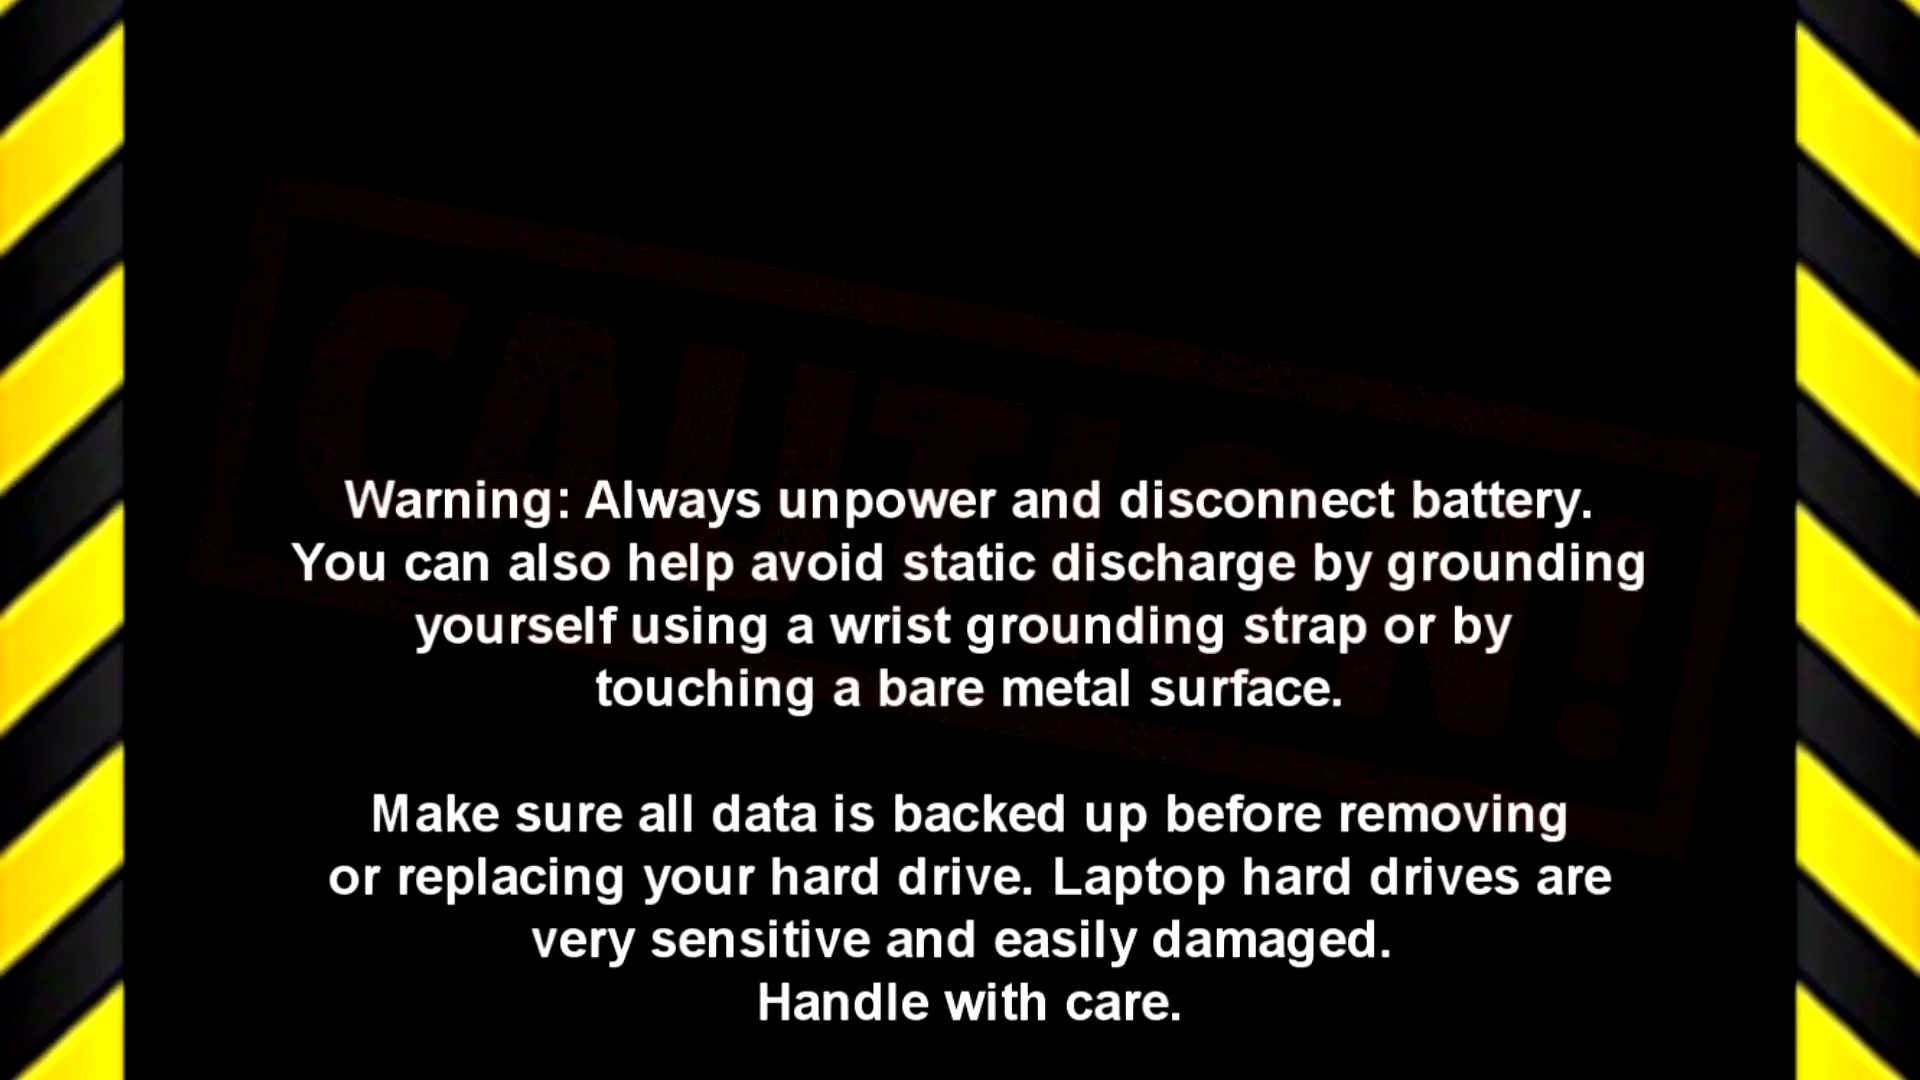 CAUTION!
Warning: Always unpower and disconnect battery.
You can also help avoid static discharge by grounding
yourself using a wrist grounding strap or by
touching a bare metal surface.
Make sure all data is backed up before removing
or replacing your hard drive. Laptop hard drives are
very sensitive and easily damaged.
Handle with care.